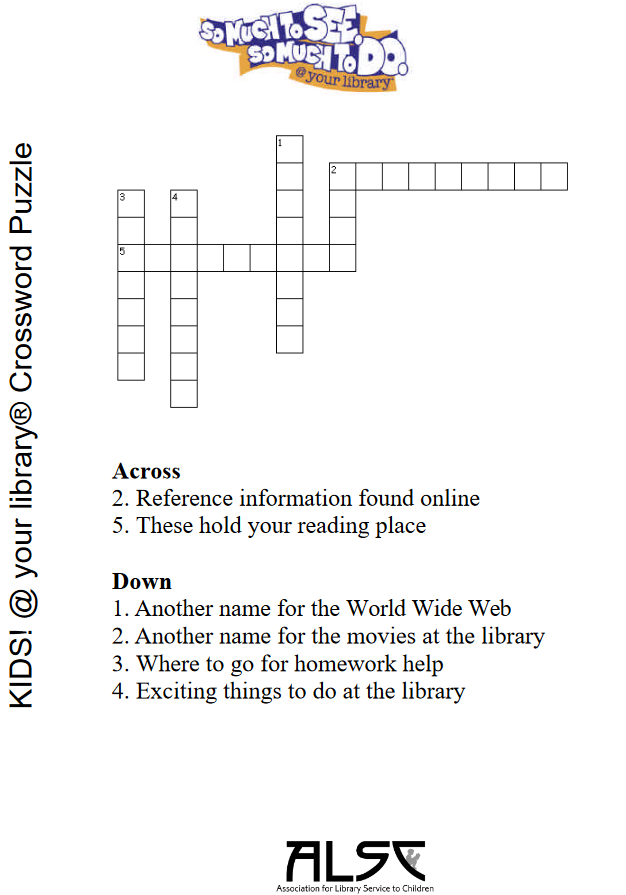 SO MUCH TO SEE,
SO MUCH TO DO.
@ your library™
KIDS! @ your library® Crossword Puzzle
1
2
3
4
5
Across
2. Reference information found online
5. These hold your reading place
Down
1. Another name for the World Wide Web
2. Another name for the movies at the library
3. Where to go for homework help
4. Exciting things to do at the library
ALSC
Association for Library Service to Children